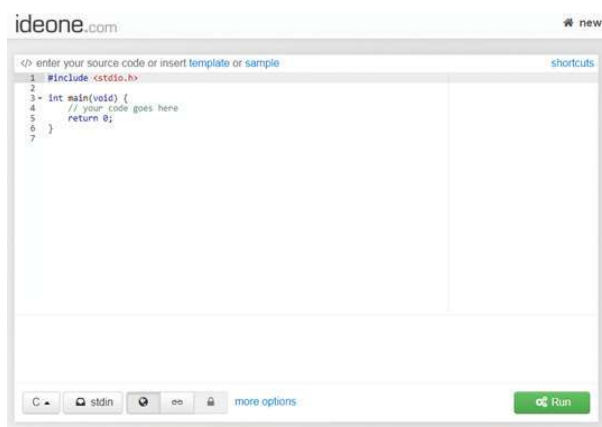 ideone.com new
</> enter your source code or insert template or sample shortcuts
1 #include <stdio.h>
2
3 int main(void) {
4 // your code goes here
5 return 0;
6 }
7
C stdin more options Run